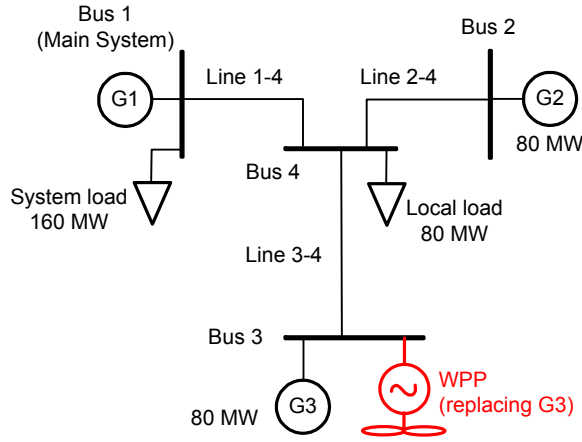 Bus 1
(Main System)
Bus 2
Line 1-4
Line 2-4
G1
G2
80 MW
Bus 4
System load
160 MW
Local load
80 MW
Line 3-4
Bus 3
WPP
(replacing G3)
G3
80 MW